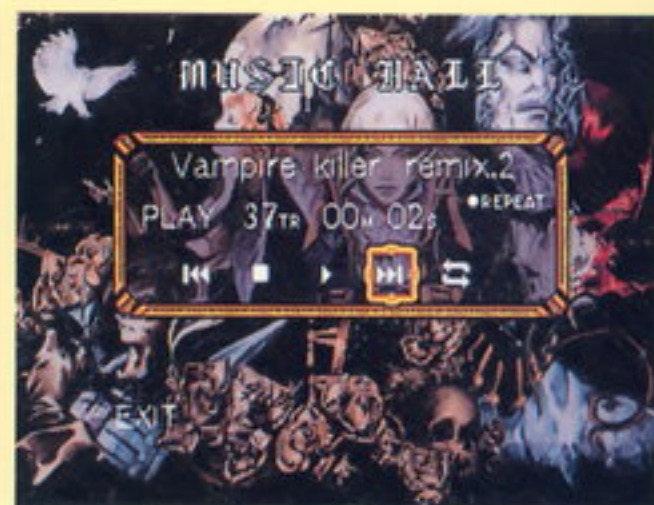 MUSIC HALL
Vampire killer remix.2
PLAY 37TR 00M 02S ●REPEAT
EXIT